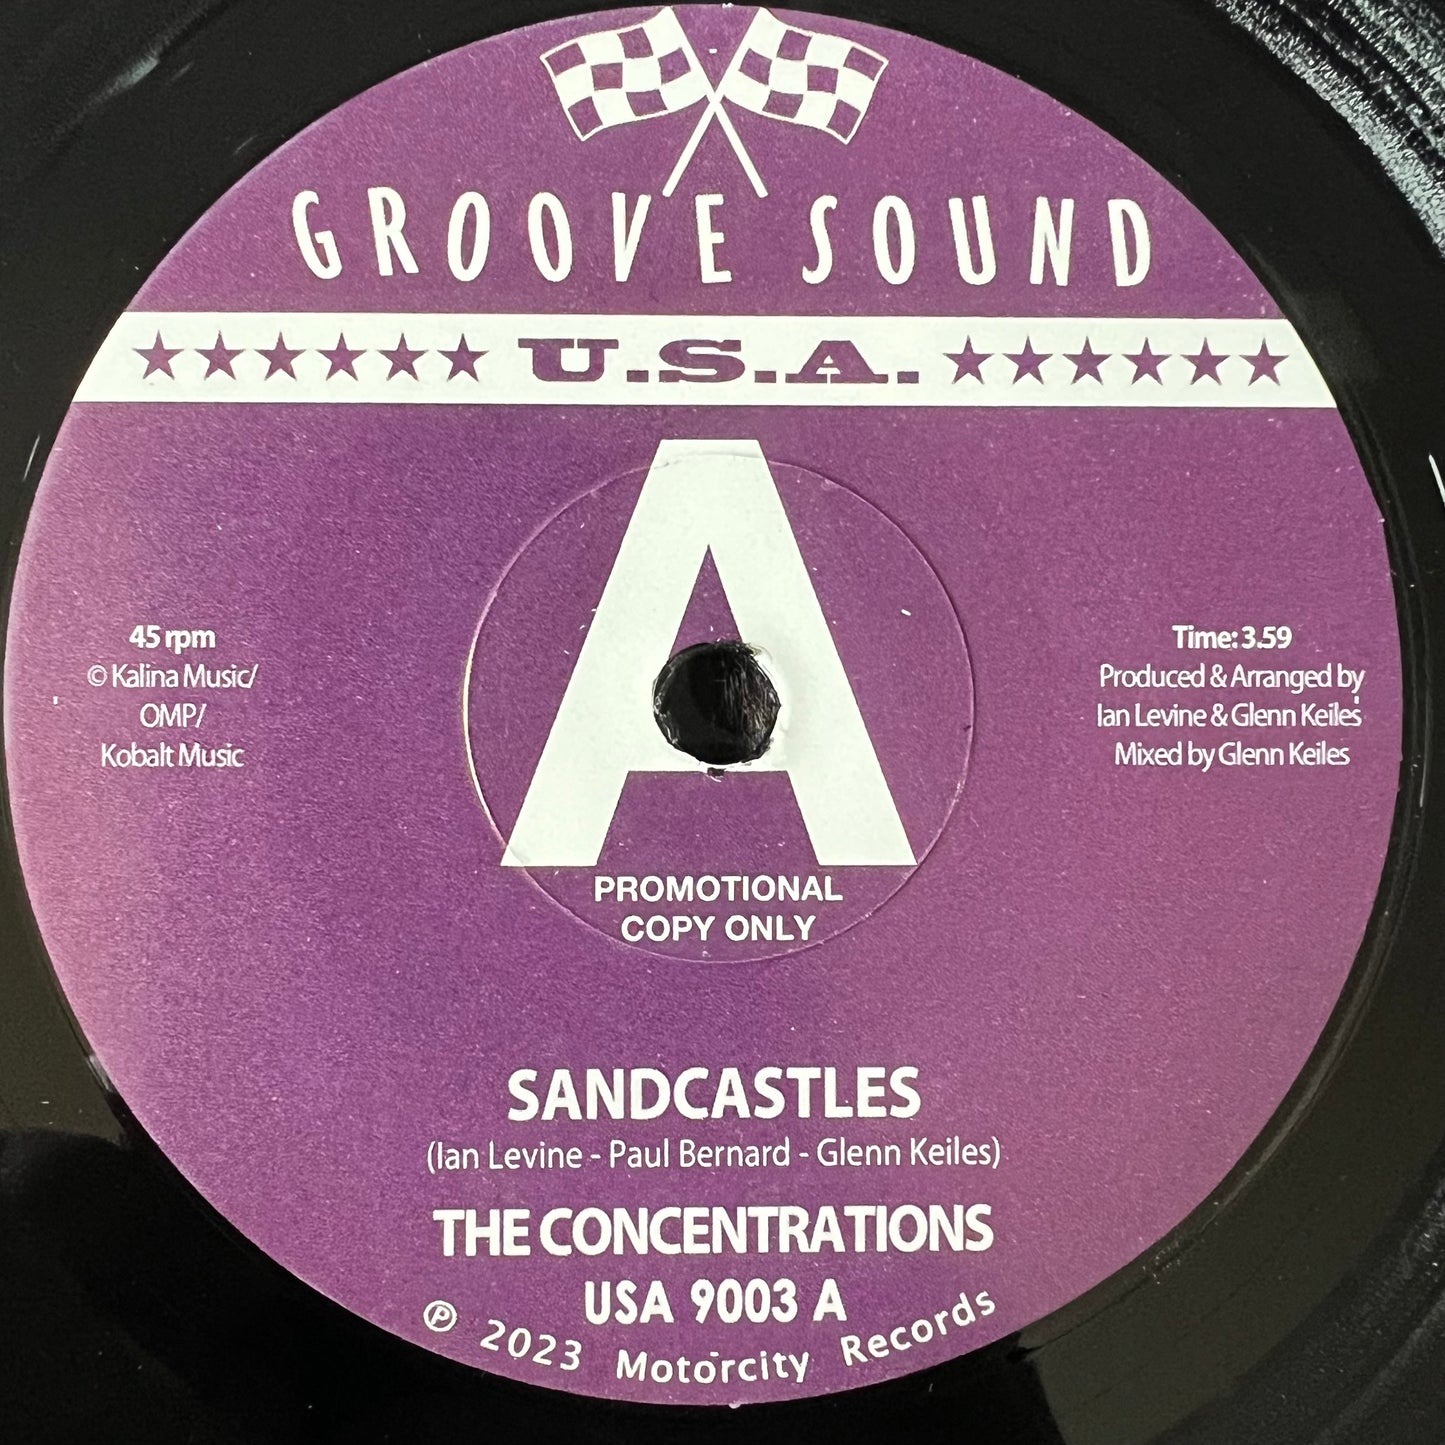 GROOVE SOUND
U.S.A.
A
45 rpm
© Kalina Music/
OMP/
Kobalt Music
Time: 3.59
Produced & Arranged by
Ian Levine & Glenn Keiles
Mixed by Glenn Keiles
PROMOTIONAL
COPY ONLY
SANDCASTLES
(Ian Levine - Paul Bernard - Glenn Keiles)
THE CONCENTRATIONS
USA 9003 A
℗ 2023 Motorcity Records